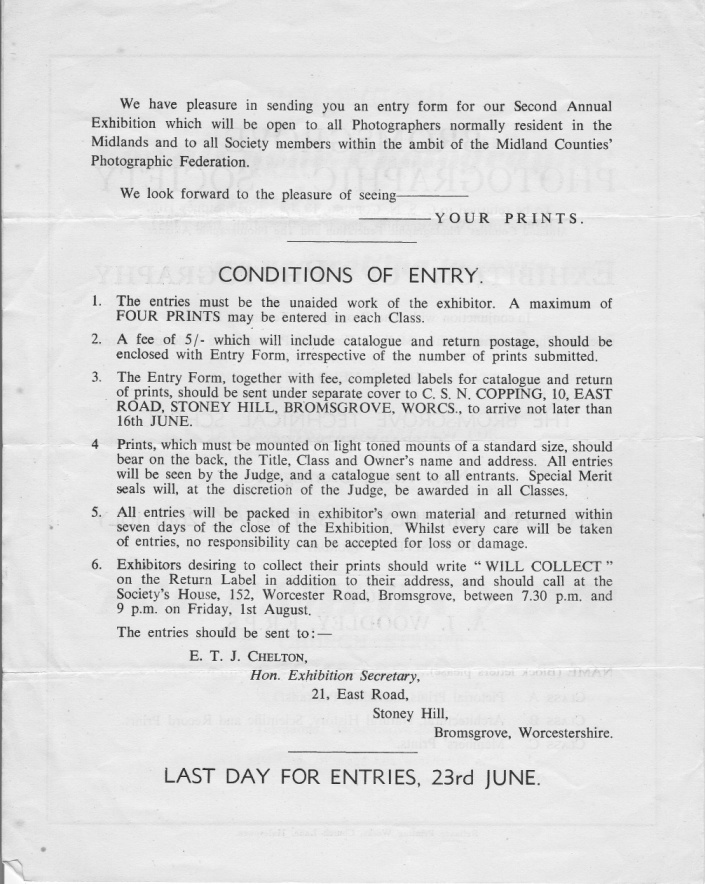 We have pleasure in sending you an entry form for our Second Annual
Exhibition which will be open to all Photographers normally resident in the
Midlands and to all Society members within the ambit of the Midland Counties'
Photographic Federation.
We look forward to the pleasure of seeing————
————YOUR PRINTS.
CONDITIONS OF ENTRY.
1. The entries must be the unaided work of the exhibitor. A maximum of
FOUR PRINTS may be entered in each Class.
2. A fee of 5/- which will include catalogue and return postage, should be
enclosed with Entry Form, irrespective of the number of prints submitted.
3. The Entry Form, together with fee, completed labels for catalogue and return
of prints, should be sent under separate cover to C. S. N. COPPING, 10, EAST
ROAD, STONEY HILL, BROMSGROVE, WORCS., to arrive not later than
16th JUNE.
4 Prints, which must be mounted on light toned mounts of a standard size, should
bear on the back, the Title, Class and Owner's name and address. All entries
will be seen by the Judge, and a catalogue sent to all entrants. Special Merit
seals will, at the discretion of the Judge, be awarded in all Classes.
5. All entries will be packed in exhibitor's own material and returned within
seven days of the close of the Exhibition. Whilst every care will be taken
of entries, no responsibility can be accepted for loss or damage.
6. Exhibitors desiring to collect their prints should write "WILL COLLECT"
on the Return Label in addition to their address, and should call at the
Society's House, 152, Worcester Road, Bromsgrove, between 7.30 p.m. and
9 p.m. on Friday, 1st August.
The entries should be sent to:—
E. T. J. CHELTON,
Hon. Exhibition Secretary,
21, East Road,
Stoney Hill,
Bromsgrove, Worcestershire.
LAST DAY FOR ENTRIES, 23rd JUNE.